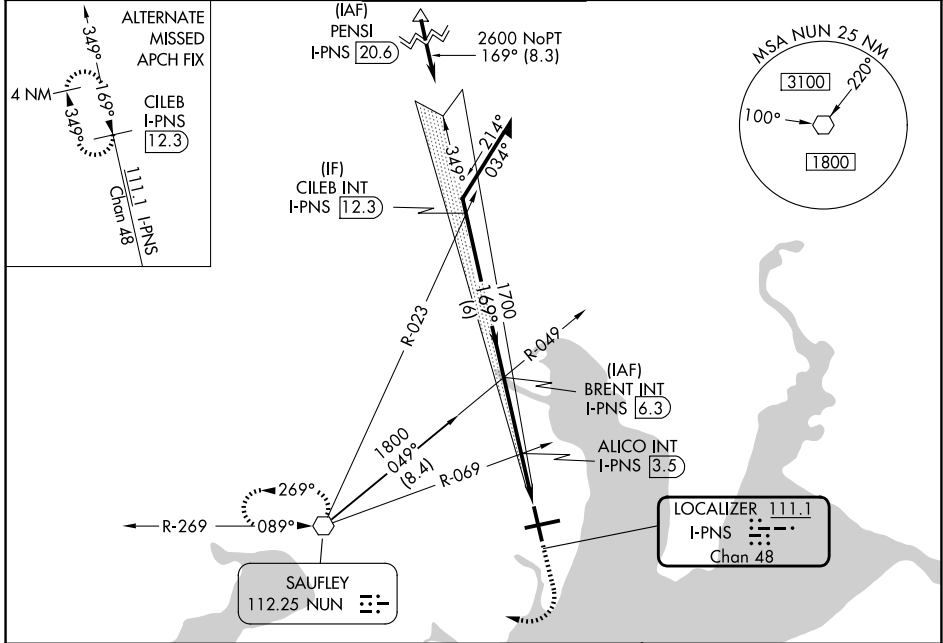 ALTERNATE
MISSED
APCH FIX
349°
169°
4 NM
349°
CILEB
I-PNS
12.3
111.1 I-PNS
Chan 48
(IAF)
PENSI
I-PNS 20.6
2600 NoPT
169° (8.3)
MSA NUN 25 NM
3100
220°
100°
1800
349°
214°
034°
(IF)
CILEB INT
I-PNS 12.3
1700
169°
(6)
R-023
R-049
(IAF)
BRENT INT
I-PNS 6.3
ALICO INT
I-PNS 3.5
1800
049°
(8.4)
R-069
269°
R-269
089°
LOCALIZER 111.1
I-PNS
Chan 48
SAUFLEY
112.25 NUN